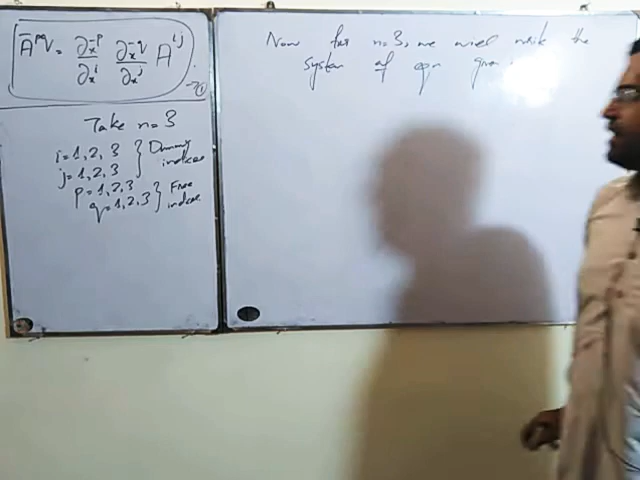 Ā^{pq} = ∂x̄^p/∂x^i ∂x̄^q/∂x^j A^{ij}
Take n=3
i=1,2,3 } Dummy
j=1,2,3 } indices
p=1,2,3 } Free
q=1,2,3 } indices
Now for n=3, we will write the
system of eqn